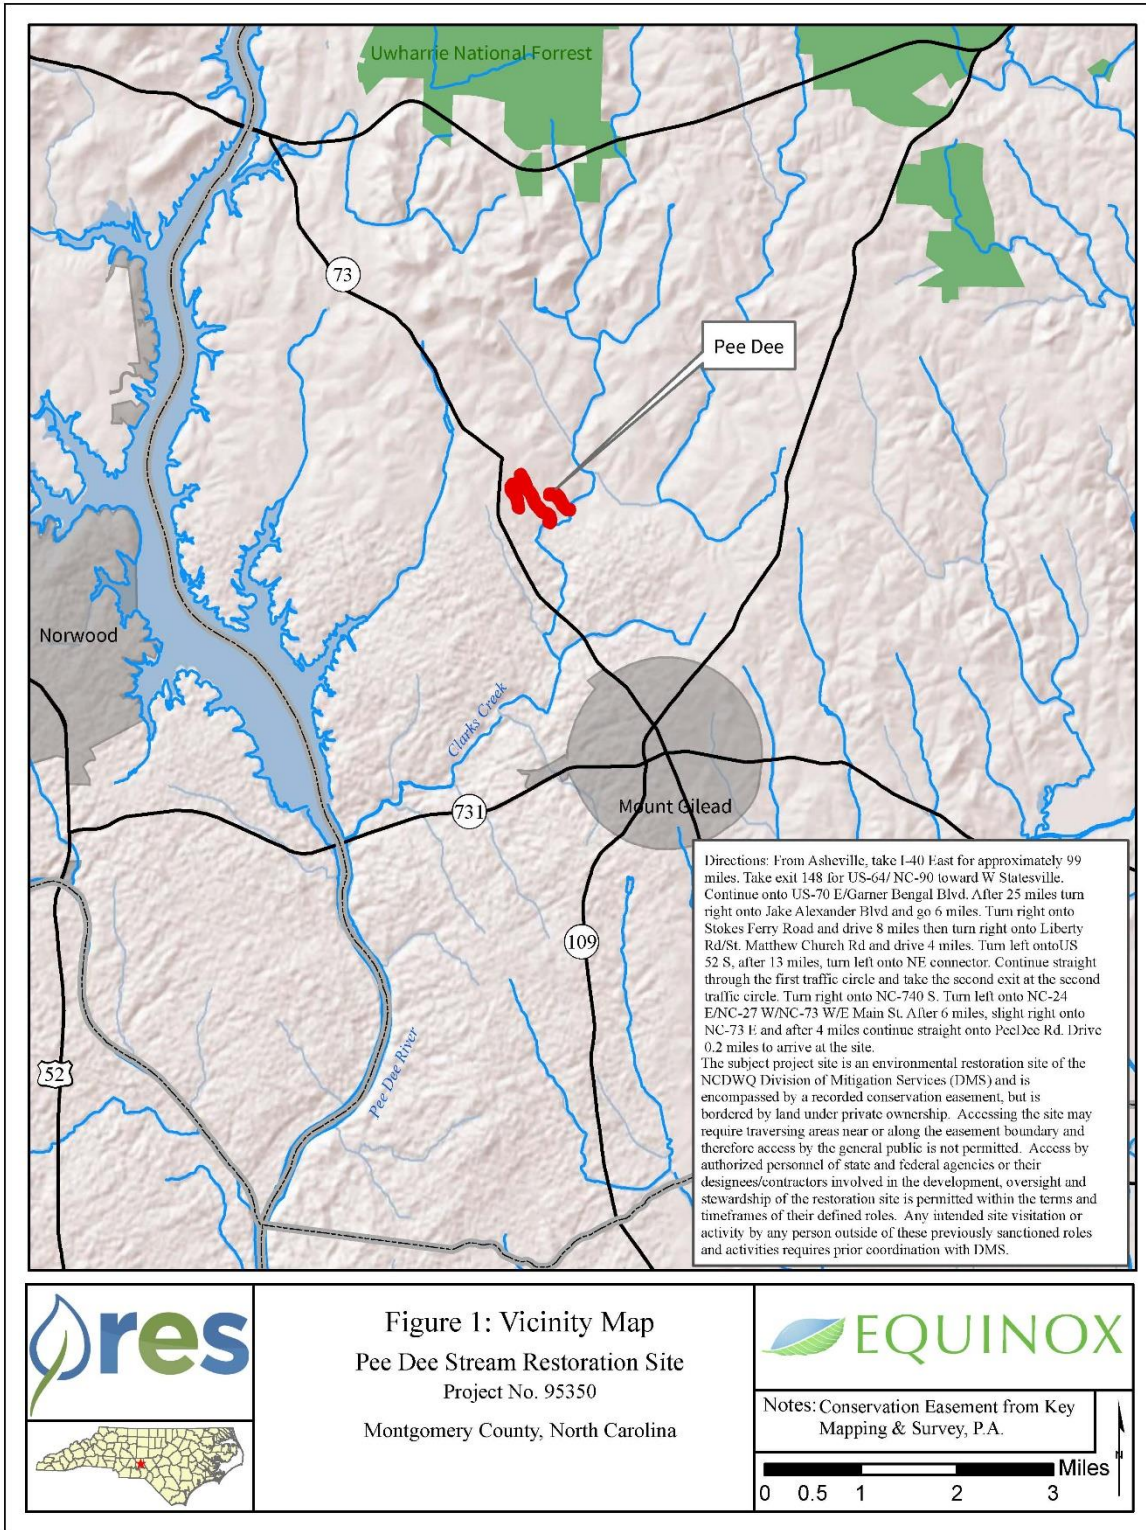 Uwharrie National Forrest
73
Pee Dee
Norwood
Clarks Creek
731
Mount Gilead
109
Pee Dee River
52
Directions: From Asheville, take I-40 East for approximately 99
miles. Take exit 148 for US-64/ NC-90 toward W Statesville.
Continue onto US-70 E/Garner Bengal Blvd. After 25 miles turn
right onto Jake Alexander Blvd and go 6 miles. Turn right onto
Stokes Ferry Road and drive 8 miles then turn right onto Liberty
Rd/St. Matthew Church Rd and drive 4 miles. Turn left ontoUS
52 S, after 13 miles, turn left onto NE connector. Continue straight
through the first traffic circle and take the second exit at the second
traffic circle. Turn right onto NC-740 S. Turn left onto NC-24
E/NC-27 W/NC-73 W/E Main St. After 6 miles, slight right onto
NC-73 E and after 4 miles continue straight onto PeeDee Rd. Drive
0.2 miles to arrive at the site.
The subject project site is an environmental restoration site of the
NCDWQ Division of Mitigation Services (DMS) and is
encompassed by a recorded conservation easement, but is
bordered by land under private ownership.  Accessing the site may
require traversing areas near or along the easement boundary and
therefore access by the general public is not permitted.  Access by
authorized personnel of state and federal agencies or their
designees/contractors involved in the development, oversight and
stewardship of the restoration site is permitted within the terms and
timeframes of their defined roles.  Any intended site visitation or
activity by any person outside of these previously sanctioned roles
and activities requires prior coordination with DMS.
res
Figure 1: Vicinity Map
Pee Dee Stream Restoration Site
Project No. 95350
Montgomery County, North Carolina
EQUINOX
Notes: Conservation Easement from Key
Mapping & Survey, P.A.
N
Miles
0 0.5 1 2 3